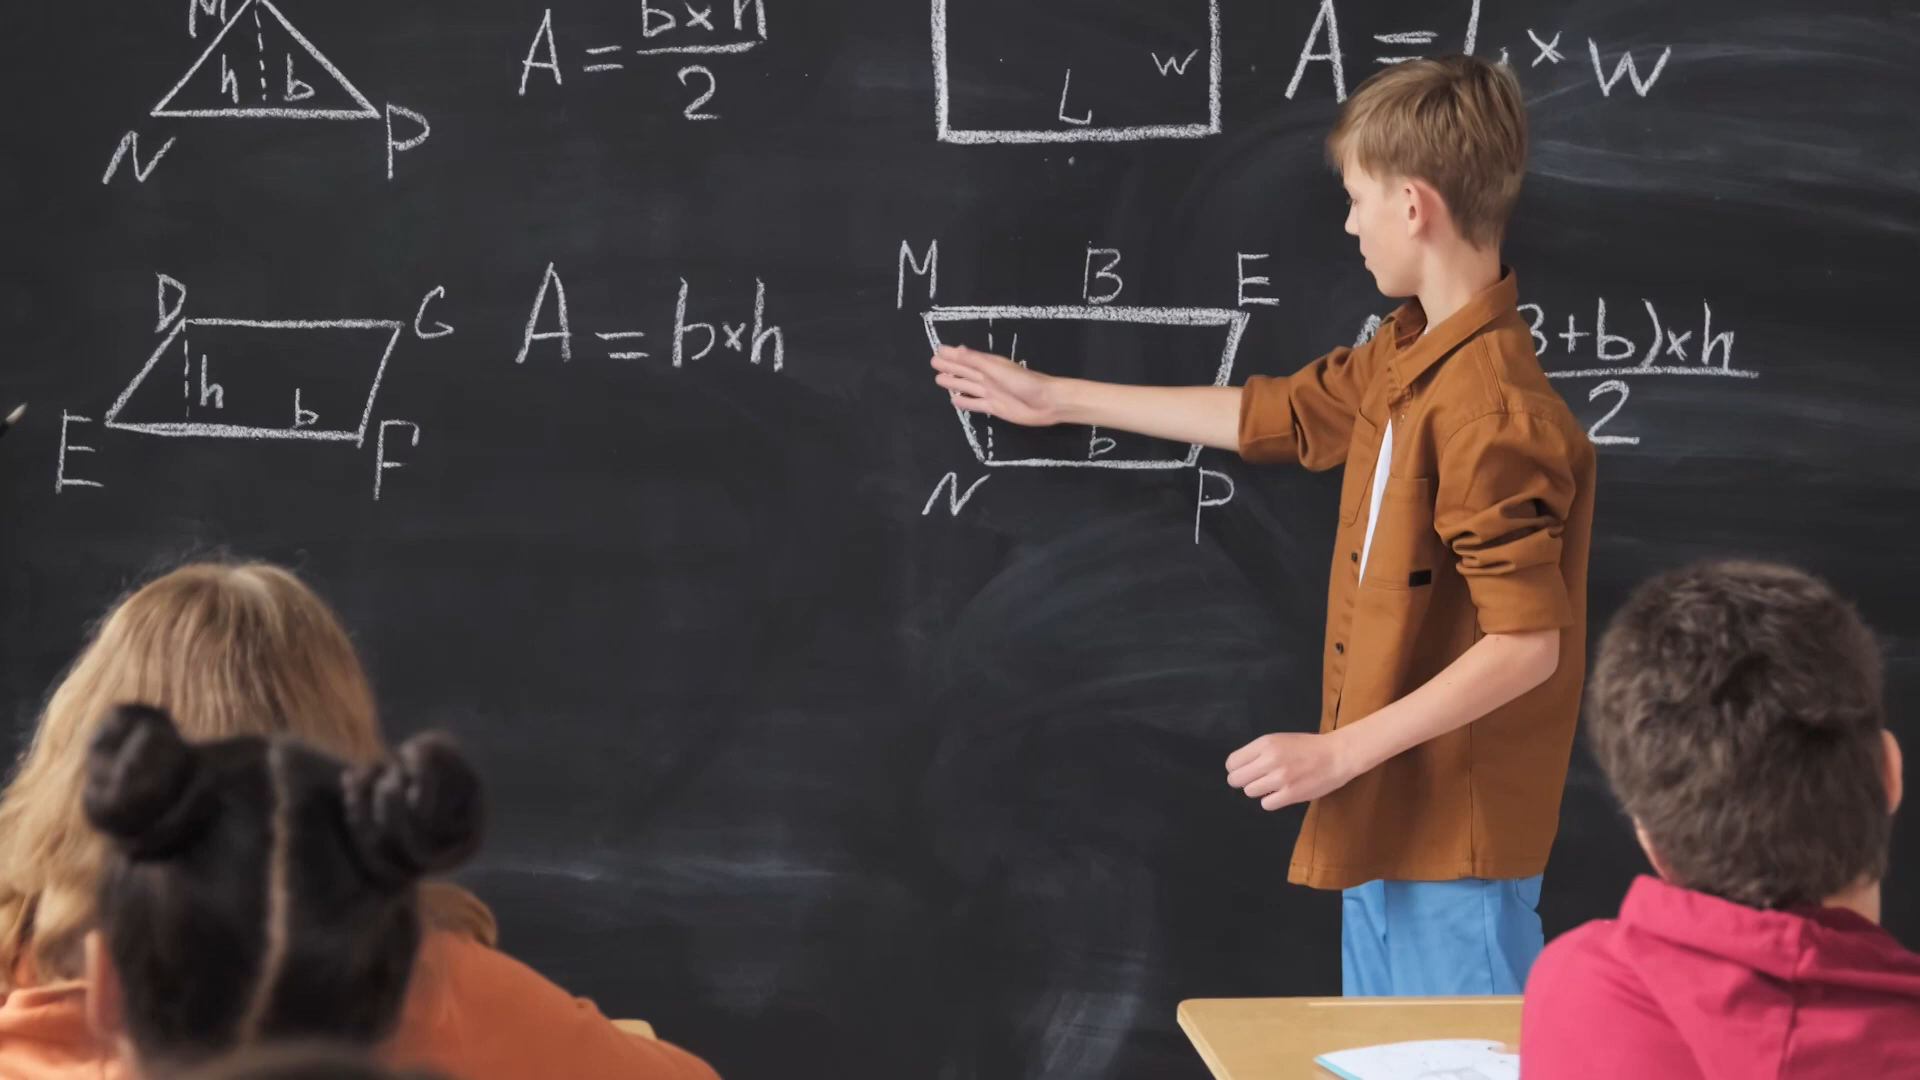 M
h b
N P
A = b×h
2
L w
A = L × w
D G
h b
E F
A = b×h
M B E
h
b
N P
B+b)×h
2